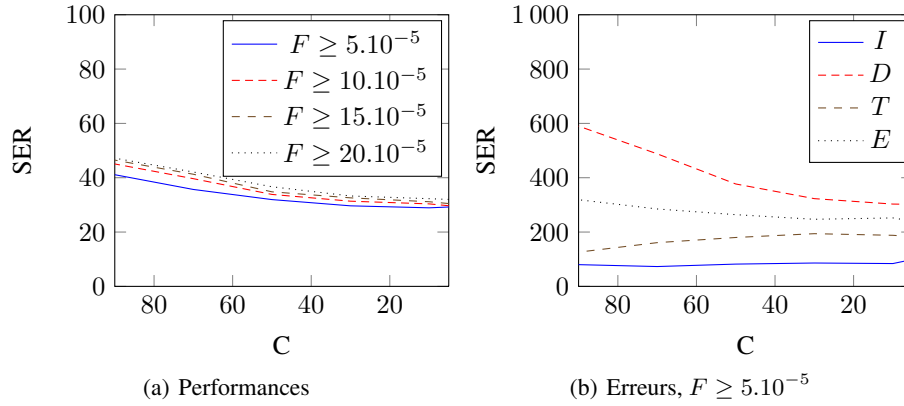 100
80
60
40
20
0
80
60
40
20
SER
C
F ≥ 5.10⁻⁵
F ≥ 10.10⁻⁵
F ≥ 15.10⁻⁵
F ≥ 20.10⁻⁵
(a) Performances
1 000
800
600
400
200
0
80
60
40
20
SER
C
I
D
T
E
(b) Erreurs, F ≥ 5.10⁻⁵